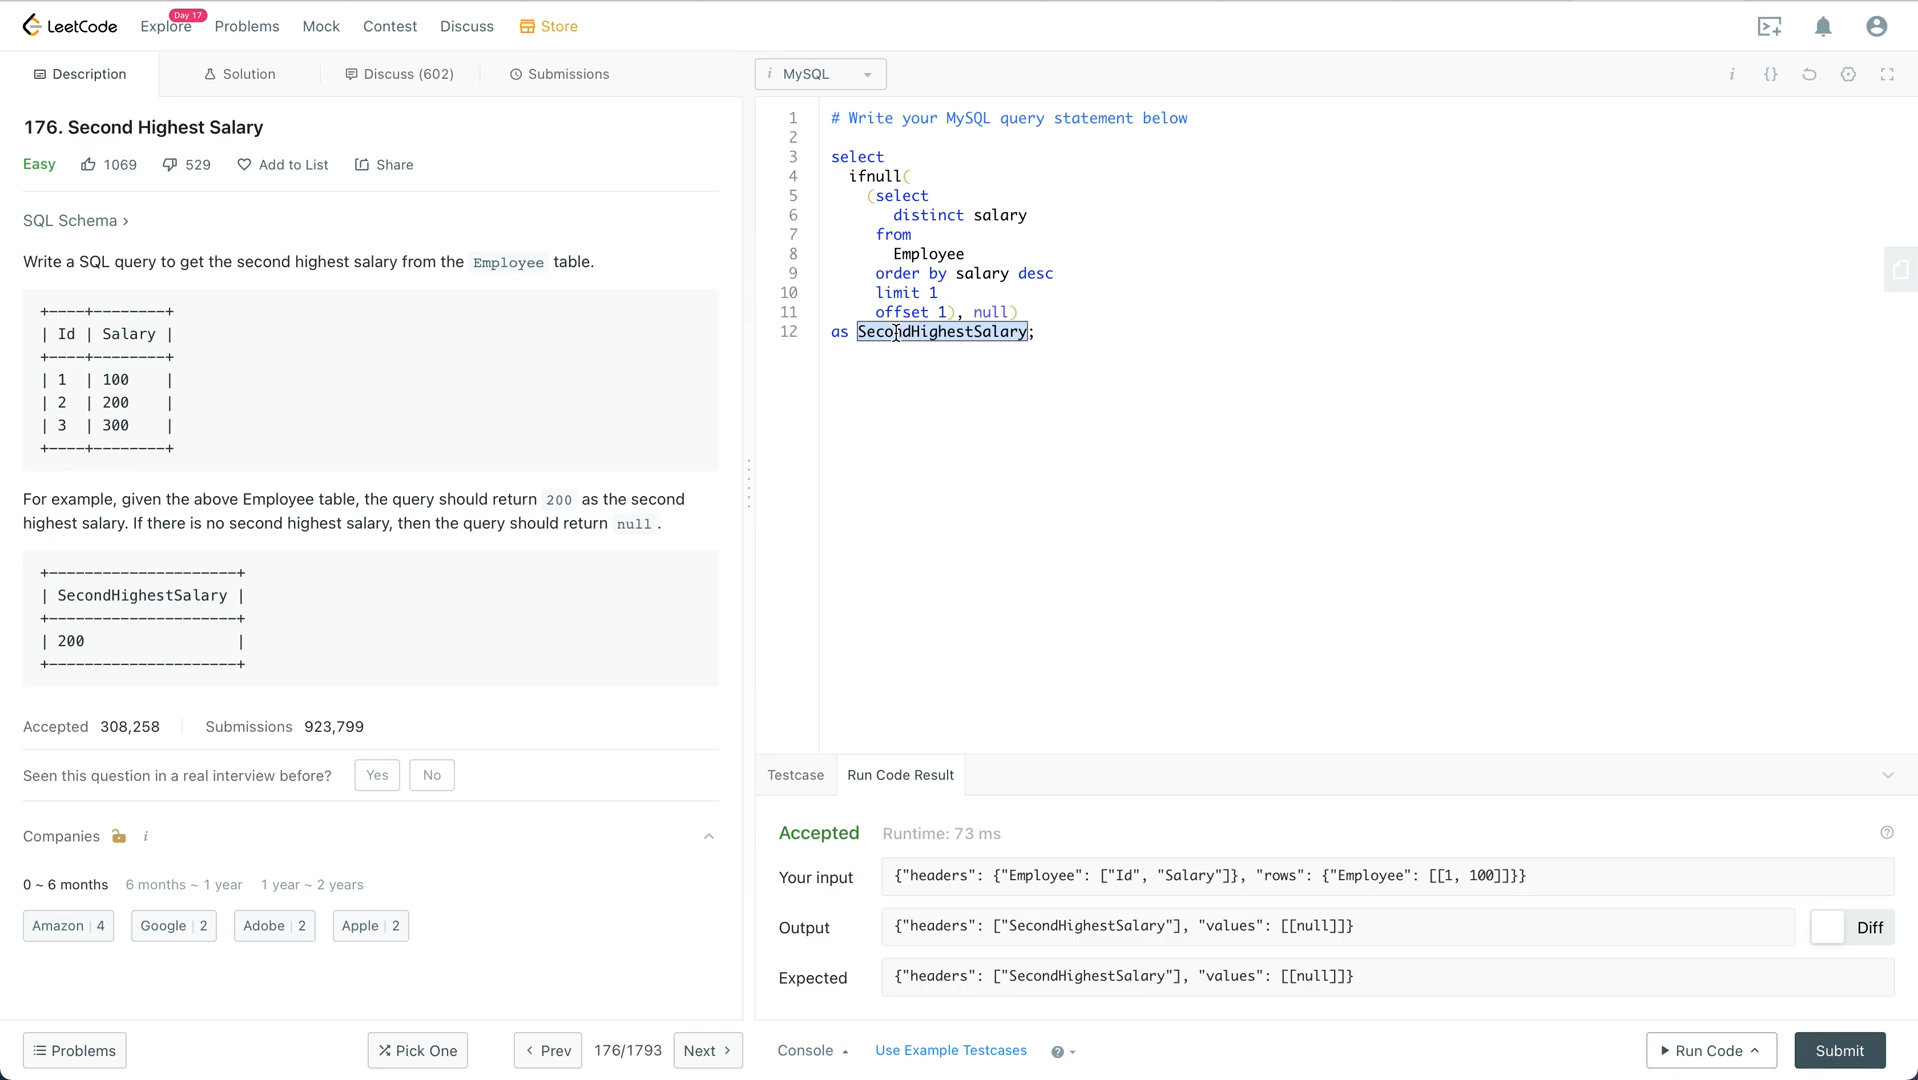 LeetCode
Explore
Day 17
Problems
Mock
Contest
Discuss
Store
Description
Solution
Discuss (602)
Submissions
i MySQL
i {}
176. Second Highest Salary
Easy 1069 529 Add to List Share
SQL Schema ›
Write a SQL query to get the second highest salary from the Employee table.
+----+--------+
| Id | Salary |
+----+--------+
| 1  | 100    |
| 2  | 200    |
| 3  | 300    |
+----+--------+
For example, given the above Employee table, the query should return 200 as the second
highest salary. If there is no second highest salary, then the query should return null .
+---------------------+
| SecondHighestSalary |
+---------------------+
| 200                 |
+---------------------+
Accepted 308,258 Submissions 923,799
Seen this question in a real interview before? Yes No
Companies i
0 ~ 6 months 6 months ~ 1 year 1 year ~ 2 years
Amazon | 4 Google | 2 Adobe | 2 Apple | 2
Problems
Pick One
‹ Prev 176/1793 Next ›
1 # Write your MySQL query statement below
2
3 select
4   ifnull(
5     (select
6        distinct salary
7      from
8        Employee
9      order by salary desc
10      limit 1
11      offset 1), null)
12 as SecondHighestSalary;
Testcase Run Code Result
Accepted Runtime: 73 ms ?
Your input {"headers": {"Employee": ["Id", "Salary"]}, "rows": {"Employee": [[1, 100]]}}
Output {"headers": ["SecondHighestSalary"], "values": [[null]]} Diff
Expected {"headers": ["SecondHighestSalary"], "values": [[null]]}
Console Use Example Testcases ? Run Code Submit